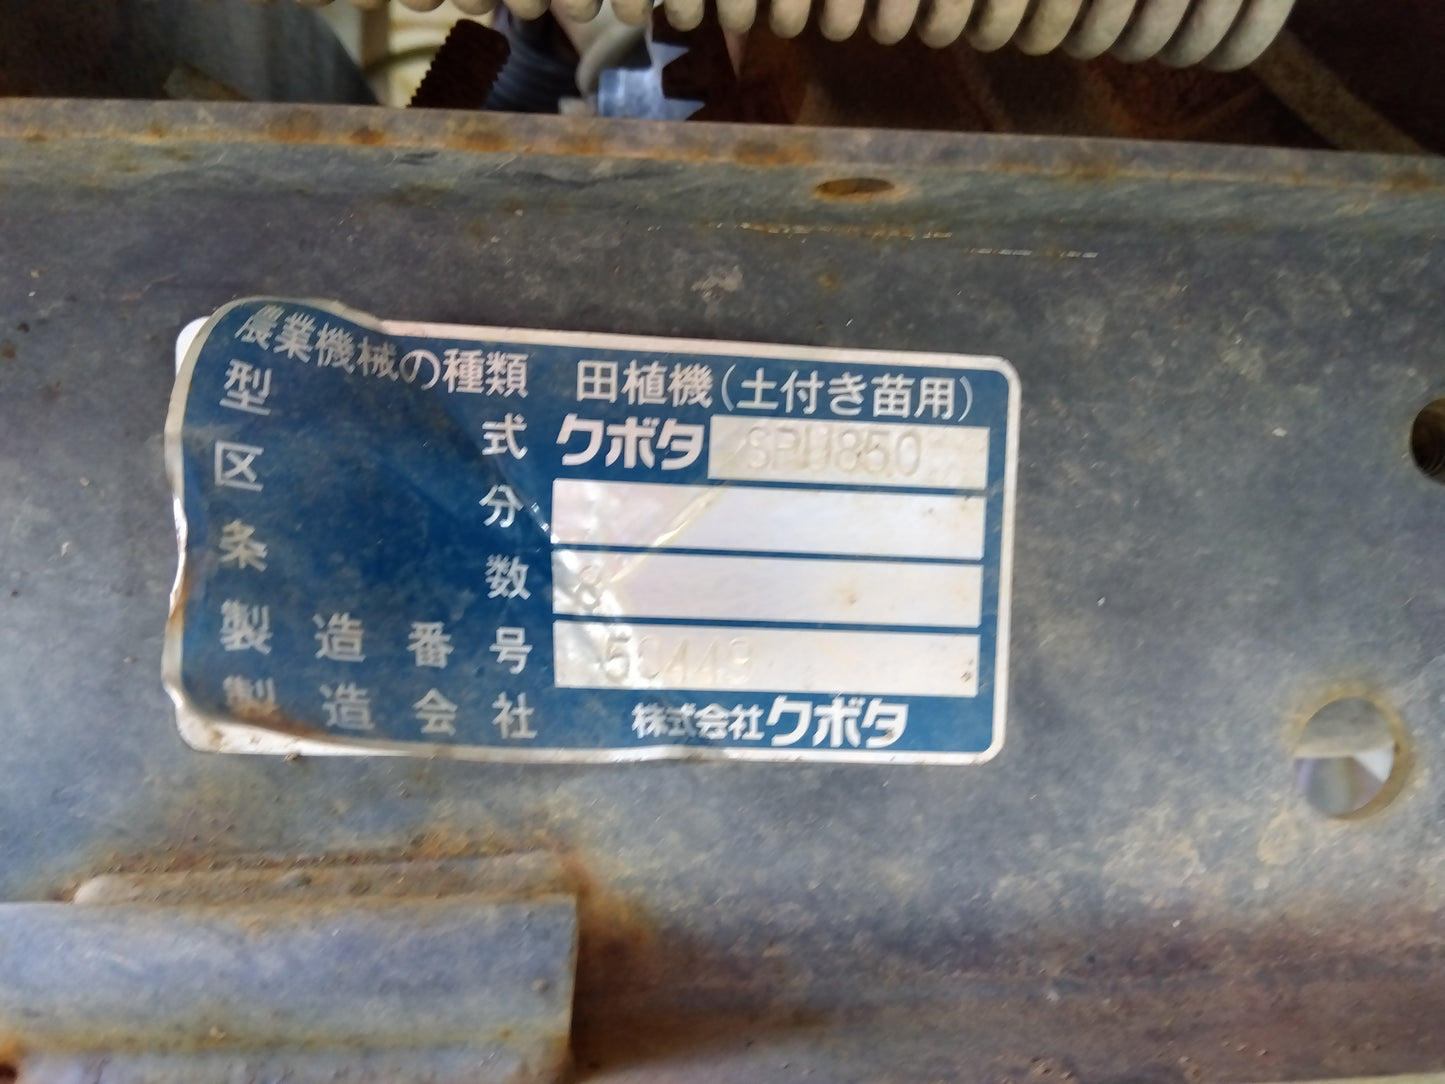 農業機械の種類 田植機(土付き苗用)
型式 クボタ SPU850
区分
条数 8
製造番号 50449
製造会社 株式会社クボタ